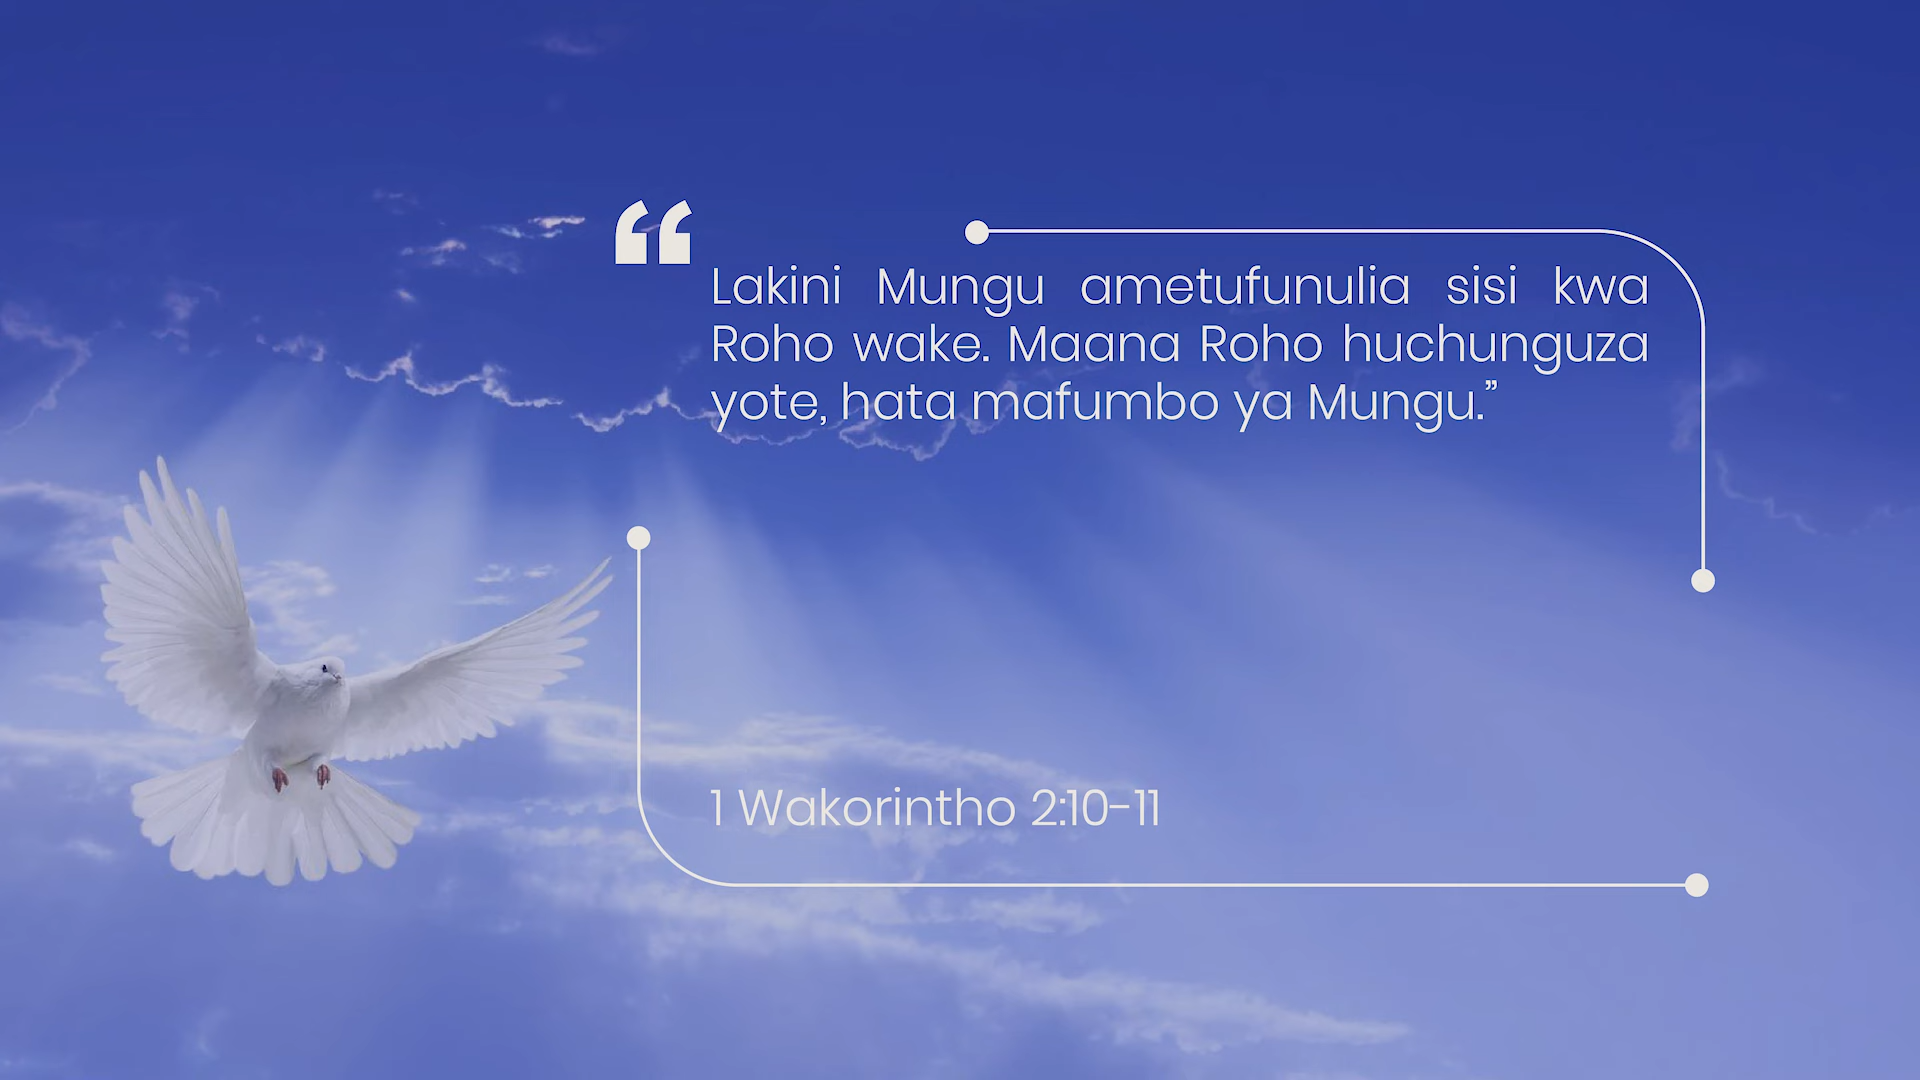 “Lakini Mungu ametufunulia sisi kwa
Roho wake. Maana Roho huchunguza
yote, hata mafumbo ya Mungu.”
1 Wakorintho 2:10-11